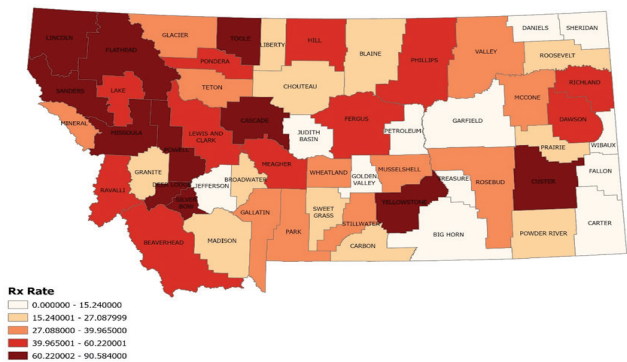 DANIELS
SHERIDAN
LINCOLN
GLACIER
TOOLE
LIBERTY
HILL
BLAINE
PHILLIPS
VALLEY
FLATHEAD
PONDERA
ROOSEVELT
SANDERS
LAKE
TETON
CHOUTEAU
RICHLAND
MCCONE
MINERAL
MISSOULA
LEWIS AND
CLARK
CASCADE
FERGUS
PETROLEUM
GARFIELD
DAWSON
JUDITH
BASIN
PRAIRIE
WIBAUX
POWELL
GRANITE
MEAGHER
WHEATLAND
GOLDEN
VALLEY
MUSSELSHELL
TREASURE
ROSEBUD
CUSTER
FALLON
RAVALLI
DEER LODGE
JEFFERSON
BROADWATER
SILVER
BOW
GALLATIN
PARK
SWEET
GRASS
STILLWATER
YELLOWSTONE
BIG HORN
CARTER
BEAVERHEAD
MADISON
CARBON
POWDER RIVER
Rx Rate
0.000000 - 15.240000
15.240001 - 27.087999
27.088000 - 39.965000
39.965001 - 60.220001
60.220002 - 90.584000